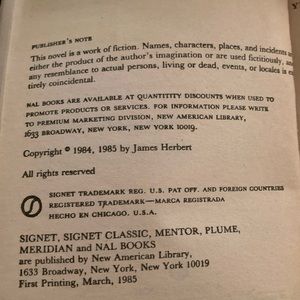 PUBLISHER'S NOTE
This novel is a work of fiction. Names, characters, places, and incidents
either the product of the author's imagination or are used fictitiously, and
any resemblance to actual persons, living or dead, events, or locales is en
tirely coincidental.
NAL BOOKS ARE AVAILABLE AT QUANTITITY DISCOUNTS WHEN USED TO
PROMOTE PRODUCTS OR SERVICES. FOR INFORMATION PLEASE WRITE
TO PREMIUM MARKETING DIVISION, NEW AMERICAN LIBRARY,
1633 BROADWAY, NEW YORK, NEW YORK 10019.
Copyright © 1984, 1985 by James Herbert
All rights reserved
SIGNET TRADEMARK REG. U.S. PAT OFF. AND FOREIGN COUNTRIES
REGISTERED TRADEMARK—MARCA REGISTRADA
HECHO EN CHICAGO. U.S.A.
SIGNET, SIGNET CLASSIC, MENTOR, PLUME,
MERIDIAN and NAL BOOKS
are published by New American Library,
1633 Broadway, New York, New York 10019
First Printing, March, 1985